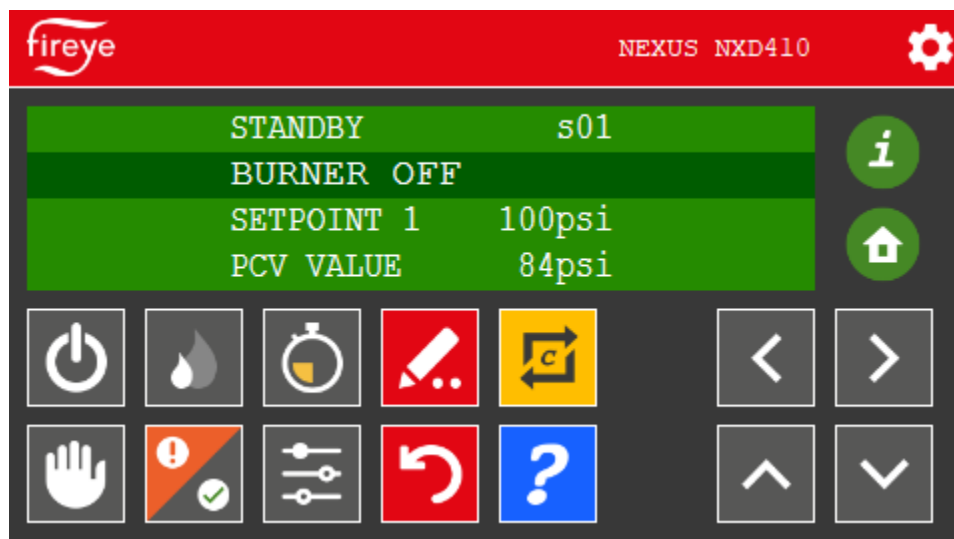 fireye
NEXUS NXD410
STANDBY s01
BURNER OFF
SETPOINT 1 100psi
PCV VALUE 84psi
i
C
!
?